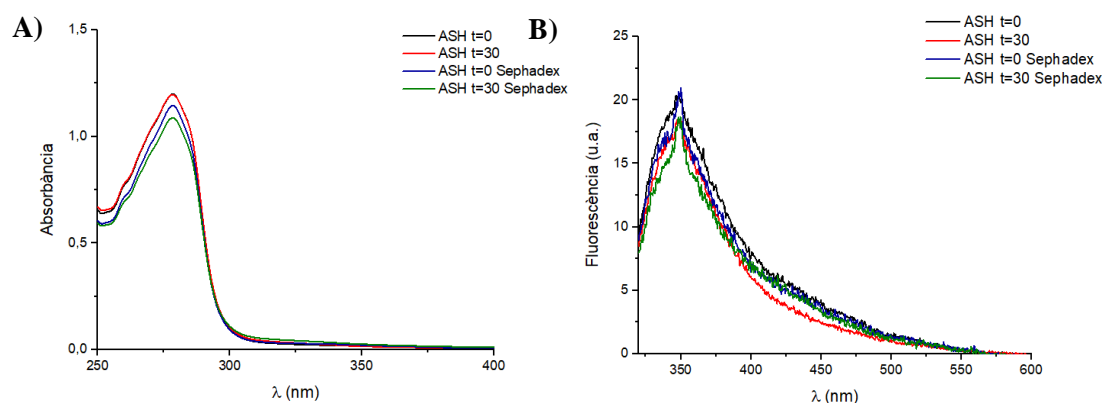 A)
ASH t=0
ASH t=30
ASH t=0 Sephadex
ASH t=30 Sephadex
1.5
1.0
0.5
0.0
Absorbància
250
300
350
400
λ (nm)
B)
ASH t=0
ASH t=30
ASH t=0 Sephadex
ASH t=30 Sephadex
25
20
15
10
5
0
Fluorescència (u.a.)
350
400
450
500
550
600
λ (nm)